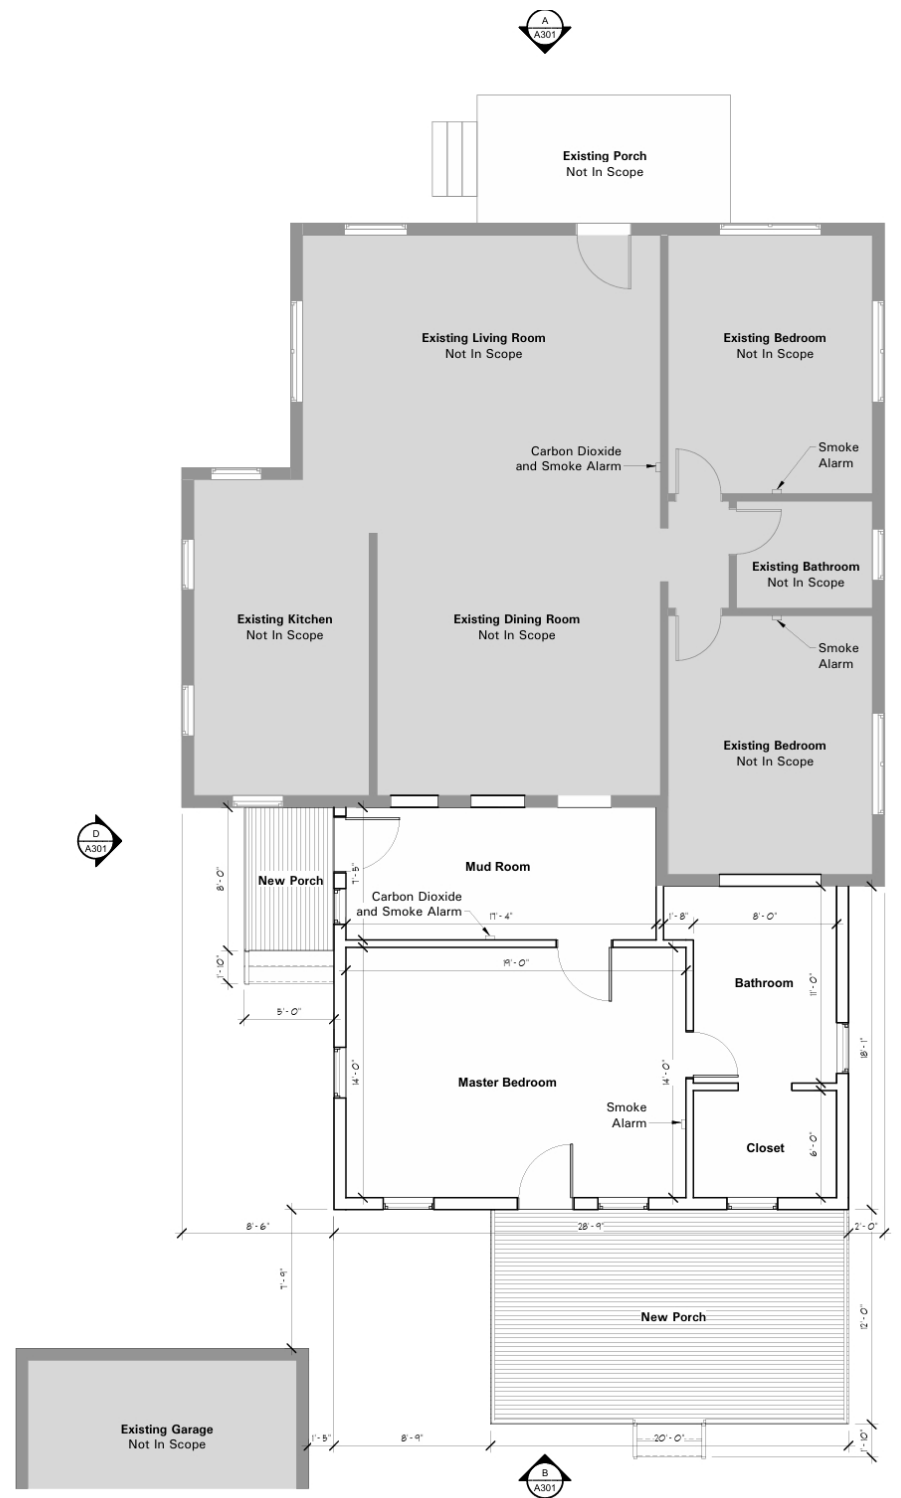 A
A301
Existing Porch
Not In Scope
Existing Living Room
Not In Scope
Existing Bedroom
Not In Scope
Carbon Dioxide
and Smoke Alarm
Smoke
Alarm
Existing Bathroom
Not In Scope
Existing Kitchen
Not In Scope
Existing Dining Room
Not In Scope
Smoke
Alarm
Existing Bedroom
Not In Scope
D
A301
8'-0"
New Porch
7'-5"
Mud Room
Carbon Dioxide
and Smoke Alarm
17'-4"
1'-8"
8'-0"
1'-10"
19'-0"
Bathroom
11'-0"
5'-0"
18'-1"
14'-0"
Master Bedroom
14'-0"
Smoke
Alarm
Closet
6'-0"
8'-6"
28'-9"
2'-0"
New Porch
12'-0"
Existing Garage
Not In Scope
1'-5"
8'-9"
20'-0"
1'-10"
B
A301